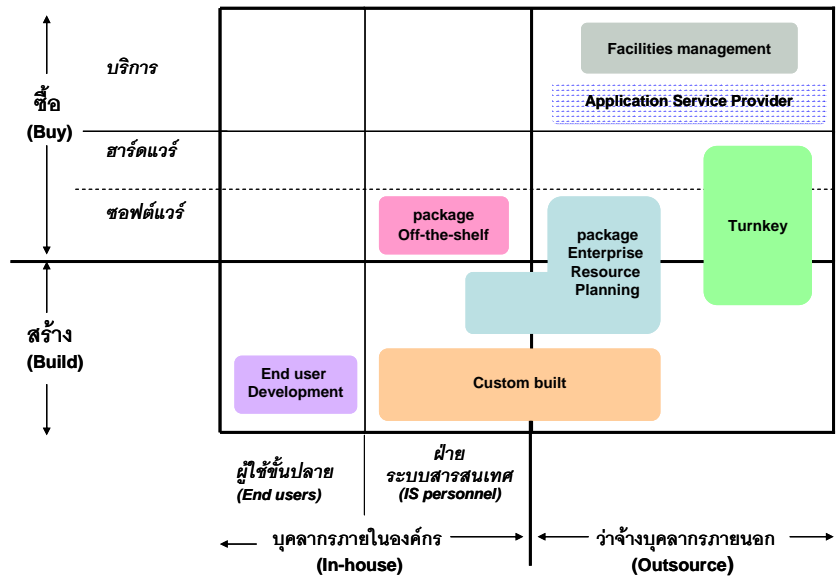 Facilities management
บริการ
ซื้อ
(Buy)
Application Service Provider
ฮาร์ดแวร์
ซอฟต์แวร์
package
Off-the-shelf
package
Enterprise
Resource
Planning
Turnkey
สร้าง
(Build)
End user
Development
Custom built
ผู้ใช้ขั้นปลาย
(End users)
ฝ่าย
ระบบสารสนเทศ
(IS personnel)
บุคลากรภายในองค์กร
(In-house)
ว่าจ้างบุคลากรภายนอก
(Outsource)